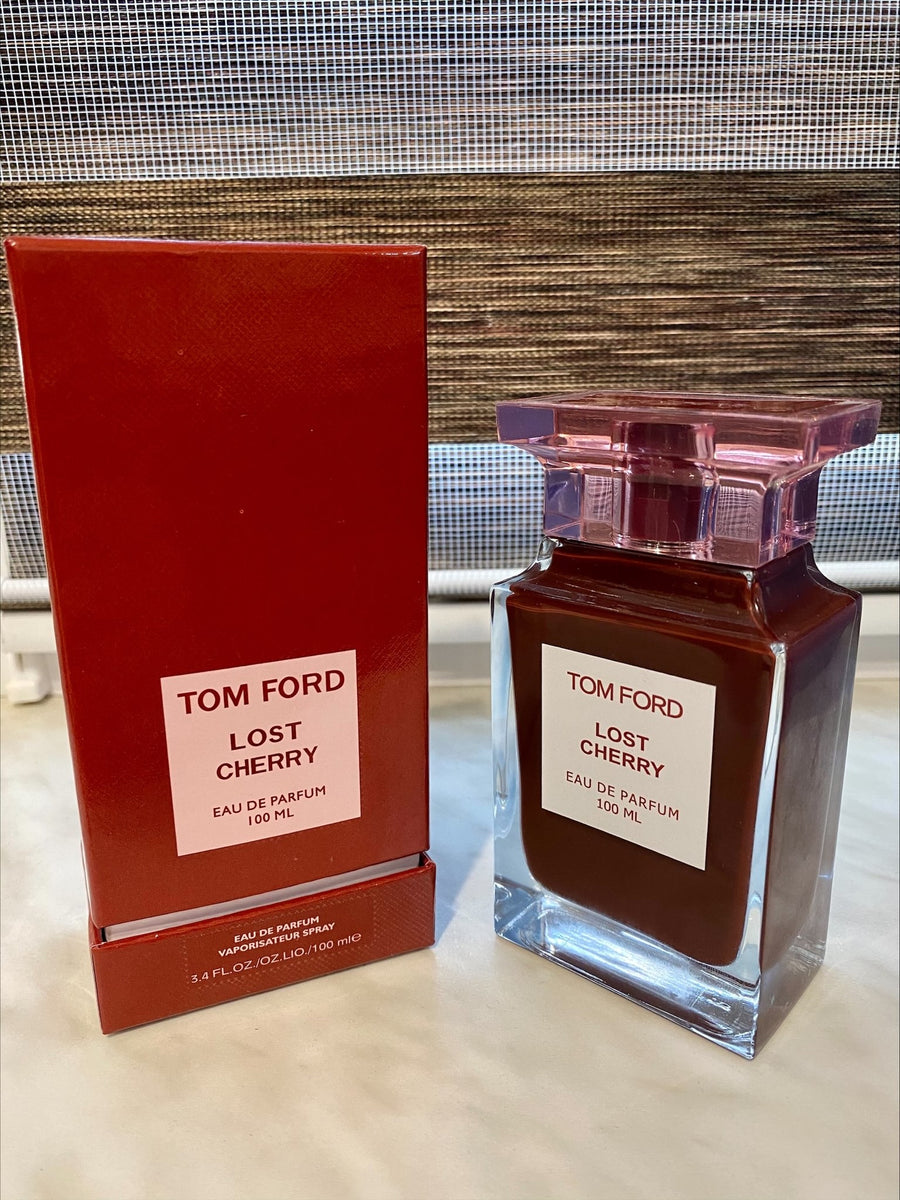 TOM FORD
LOST
CHERRY
EAU DE PARFUM
100 ML
EAU DE PARFUM
VAPORISATEUR SPRAY
3.4 FL.OZ./OZ.LIO./100 ml℮
TOM FORD
LOST
CHERRY
EAU DE PARFUM
100 ML